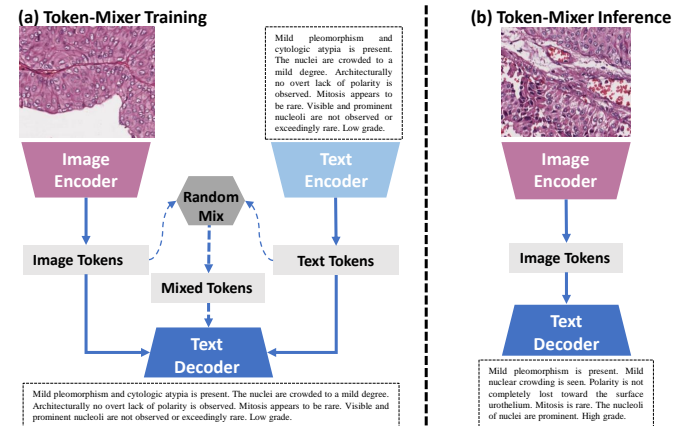 (a) Token-Mixer Training
Mild pleomorphism and
cytologic atypia is present.
The nuclei are crowded to a
mild degree. Architecturally
no overt lack of polarity is
observed. Mitosis appears to
be rare. Visible and prominent
nucleoli are not observed or
exceedingly rare. Low grade.
Image
Encoder
Text
Encoder
Random
Mix
Image Tokens
Text Tokens
Mixed Tokens
Text
Decoder
Mild pleomorphism and cytologic atypia is present. The nuclei are crowded to a mild degree.
Architecturally no overt lack of polarity is observed. Mitosis appears to be rare. Visible and
prominent nucleoli are not observed or exceedingly rare. Low grade.
(b) Token-Mixer Inference
Image
Encoder
Image Tokens
Text
Decoder
Mild pleomorphism is present. Mild
nuclear crowding is seen. Polarity is not
completely lost toward the surface
urothelium. Mitosis is rare. The nucleoli
of nuclei are prominent. High grade.